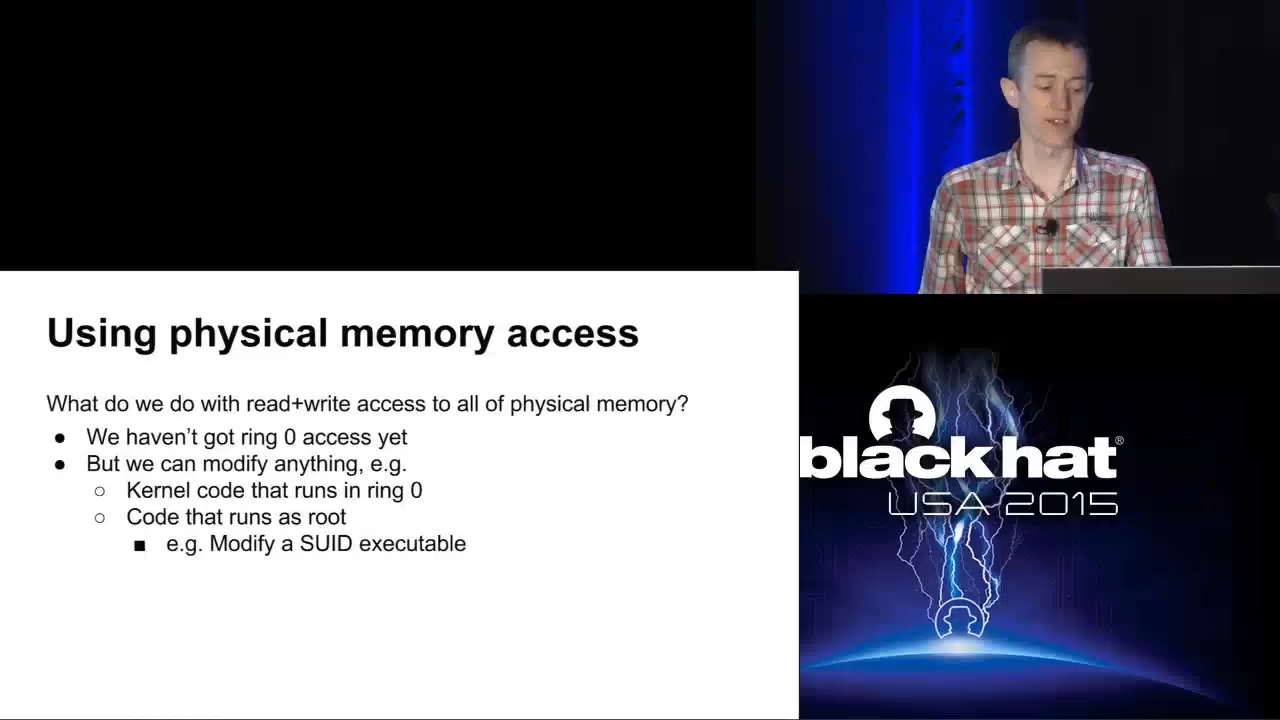 Using physical memory access
What do we do with read+write access to all of physical memory?
● We haven't got ring 0 access yet
● But we can modify anything, e.g.
○ Kernel code that runs in ring 0
○ Code that runs as root
■ e.g. Modify a SUID executable
black hat®
USA 2015